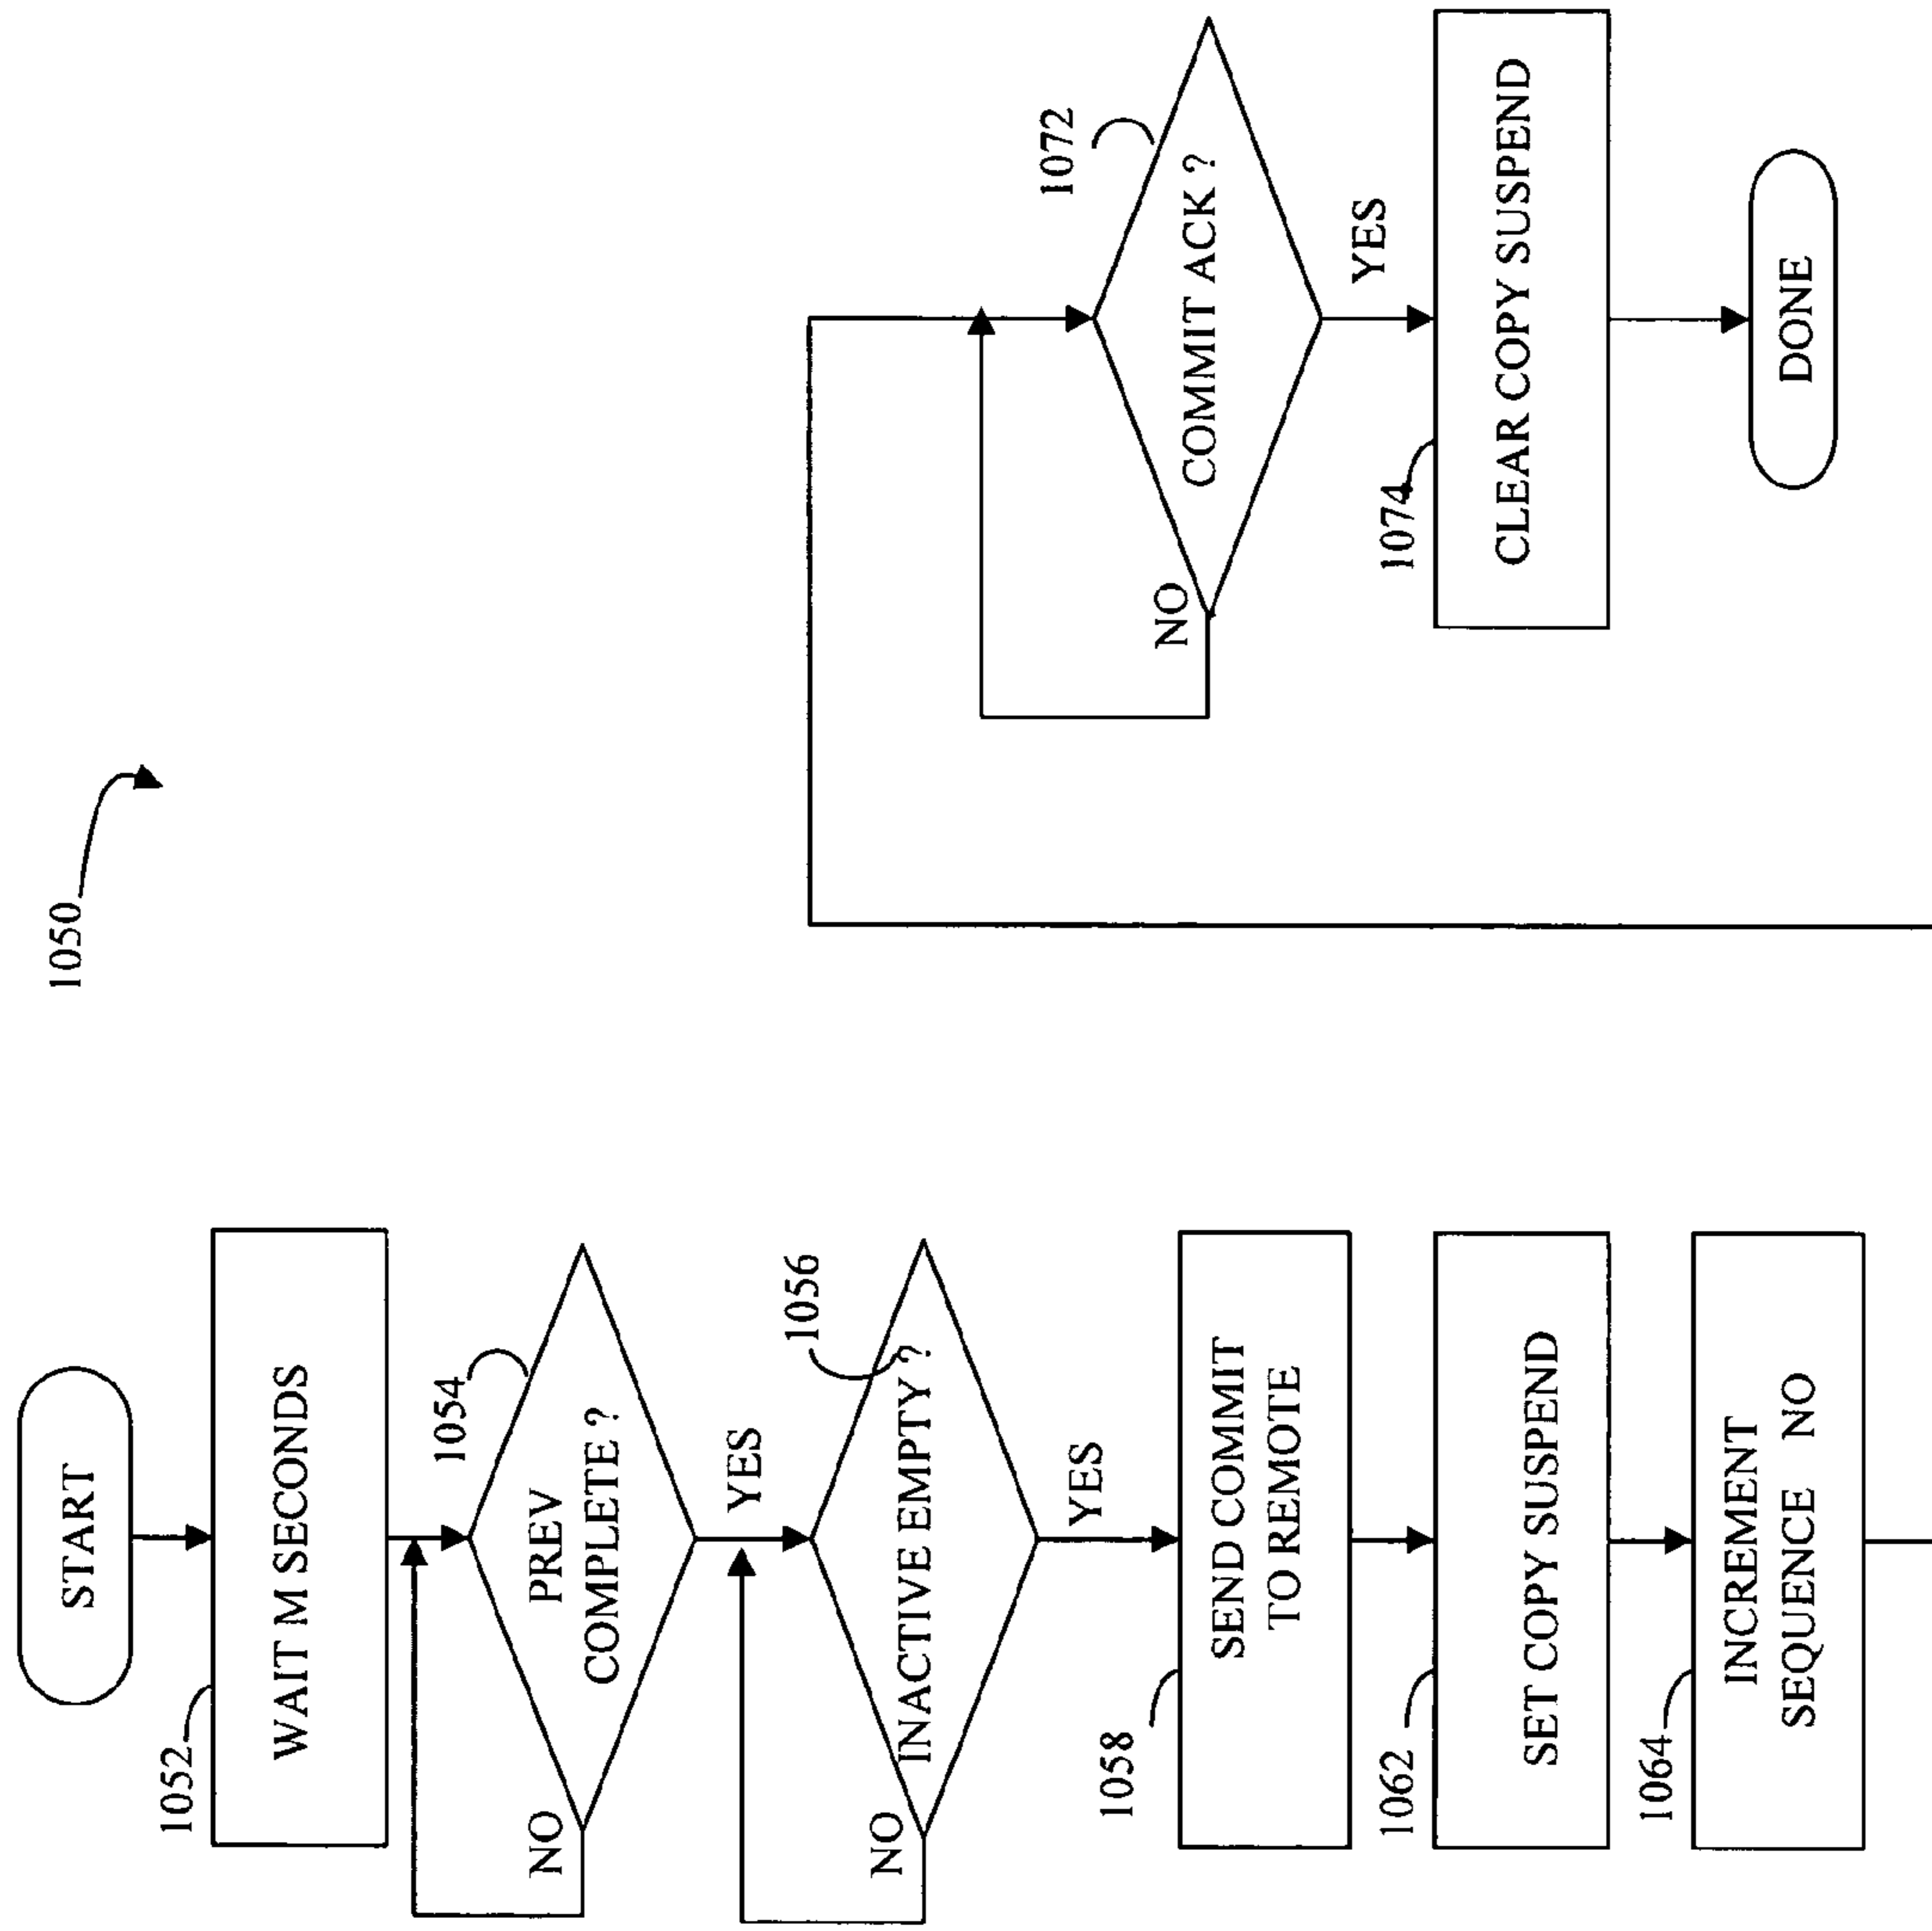 1050
START
1052
WAIT M SECONDS
1054
PREV
COMPLETE ?
NO
YES
1056
INACTIVE EMPTY ?
NO
YES
1058
SEND COMMIT
TO REMOTE
1062
SET COPY SUSPEND
1064
INCREMENT
SEQUENCE NO
1072
COMMIT ACK ?
NO
YES
1074
CLEAR COPY SUSPEND
DONE